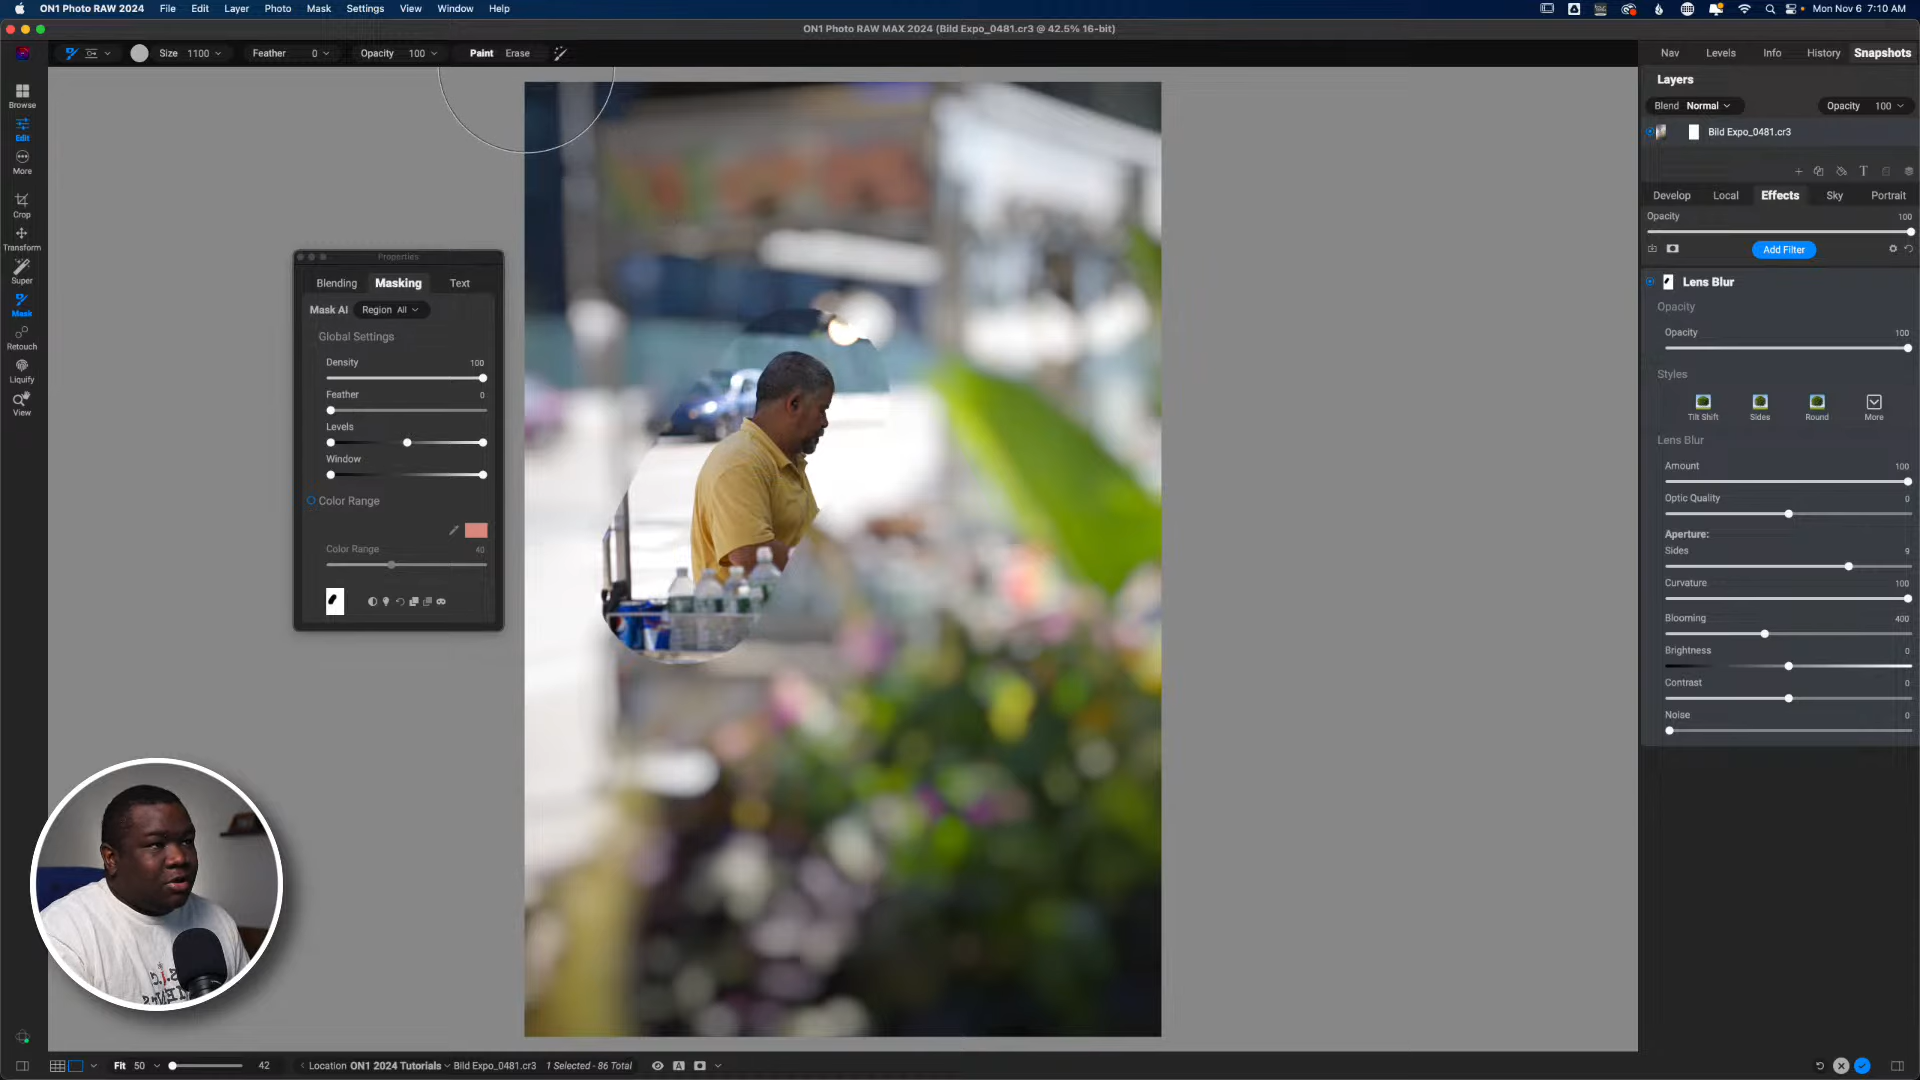 ON1 Photo RAW MAX 2024 File Edit Layer Photo Mask Settings View Window Help
Mon Nov 6 7:10 AM
ON1 Photo RAW MAX 2024 (Bild Expo_0481.cr3 @ 42.5% 16-bit)
Size 1100 Feather 0 Opacity 100 Paint Erase
Nav Levels Info History Snapshots
Layers
Blend Normal Opacity 100
Bild Expo_0481.cr3
Develop Local Effects Sky Portrait
Opacity 100
Add Filter
Lens Blur
Opacity
Opacity 100
Styles
Tilt Shift Sides Round More
Lens Blur
Amount 100
Optic Quality 0
Aperture:
Sides 9
Curvature 100
Blooming 400
Brightness 0
Contrast 0
Noise 0
Browse
Edit
More
Crop
Transform
Super
Mask
Retouch
Liquify
View
Properties
Blending Masking Text
Mask AI Region All
Global Settings
Density 100
Feather 0
Levels
Window
Color Range
Color Range 40
Fit 50 42 Location ON1 2024 Tutorials Bild Expo_0481.cr3 1 Selected - 86 Total